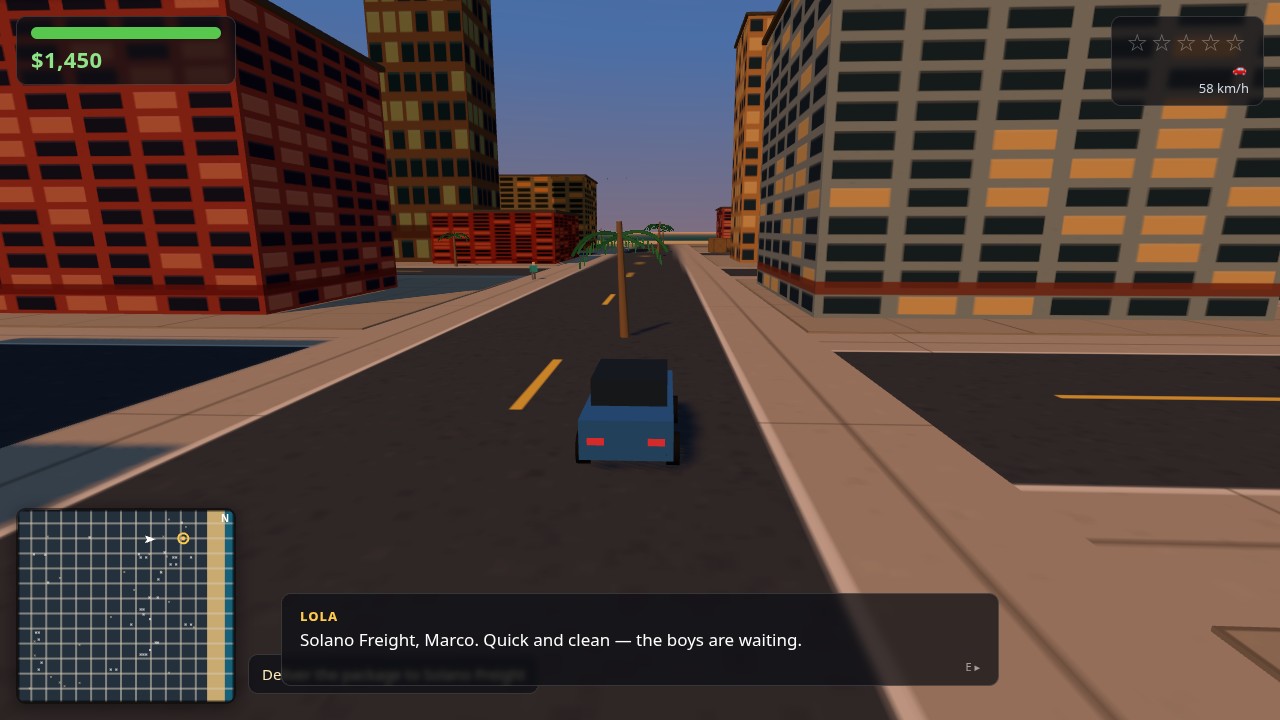 $1,450
☆☆☆☆☆
58 km/h
N
LOLA
Solano Freight, Marco. Quick and clean — the boys are waiting.
E ▸